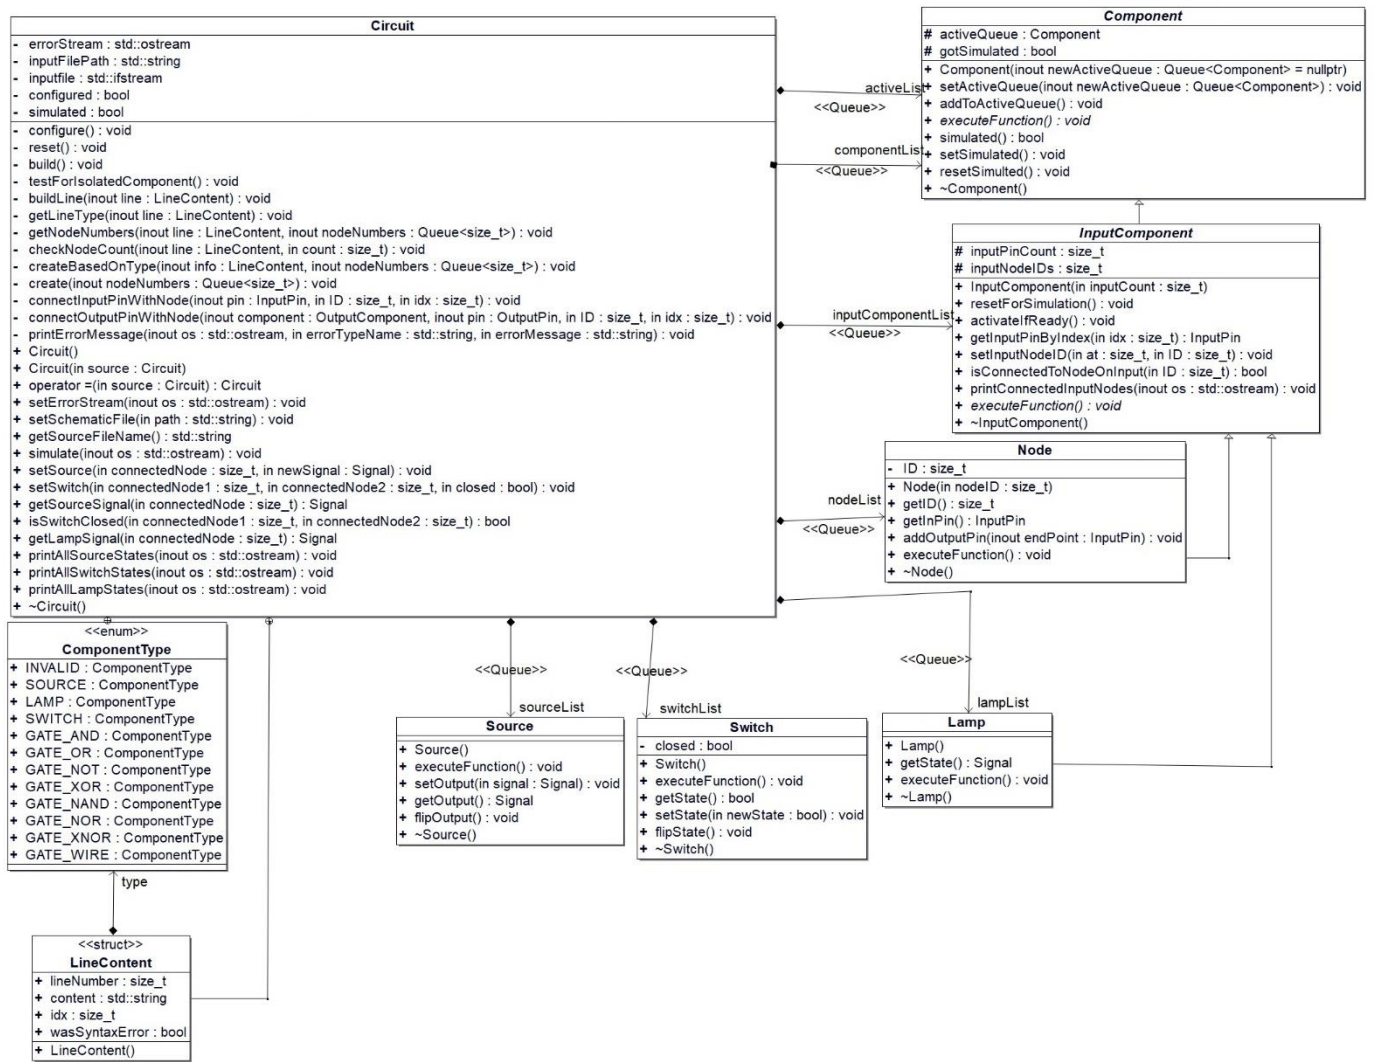 Circuit
- errorStream : std::ostream
- inputFilePath : std::string
- inputfile : std::ifstream
- configured : bool
- simulated : bool
- configure() : void
- reset() : void
- build() : void
- testForIsolatedComponent() : void
- buildLine(inout line : LineContent) : void
- getLineType(inout line : LineContent) : void
- getNodeNumbers(inout line : LineContent, inout nodeNumbers : Queue<size_t>) : void
- checkNodeCount(inout line : LineContent, in count : size_t) : void
- createBasedOnType(inout info : LineContent, inout nodeNumbers : Queue<size_t>) : void
- create(inout nodeNumbers : Queue<size_t>) : void
- connectInputPinWithNode(inout pin : InputPin, in ID : size_t, in idx : size_t) : void
- connectOutputPinWithNode(inout component : OutputComponent, inout pin : OutputPin, in ID : size_t, in idx : size_t) : void
- printErrorMessage(inout os : std::ostream, in errorTypeName : std::string, in errorMessage : std::string) : void
+ Circuit()
+ Circuit(in source : Circuit)
+ operator =(in source : Circuit) : Circuit
+ setErrorStream(inout os : std::ostream) : void
+ setSchematicFile(in path : std::string) : void
+ getSourceFileName() : std::string
+ simulate(inout os : std::ostream) : void
+ setSource(in connectedNode : size_t, in newSignal : Signal) : void
+ setSwitch(in connectedNode1 : size_t, in connectedNode2 : size_t, in closed : bool) : void
+ getSourceSignal(in connectedNode : size_t) : Signal
+ isSwitchClosed(in connectedNode1 : size_t, in connectedNode2 : size_t) : bool
+ getLampSignal(in connectedNode : size_t) : Signal
+ printAllSourceStates(inout os : std::ostream) : void
+ printAllSwitchStates(inout os : std::ostream) : void
+ printAllLampStates(inout os : std::ostream) : void
+ ~Circuit()
activeList
<<Queue>>
componentList
<<Queue>>
inputComponentList
<<Queue>>
nodeList
<<Queue>>
Component
# activeQueue : Component
# gotSimulated : bool
+ Component(inout newActiveQueue : Queue<Component> = nullptr)
+ setActiveQueue(inout newActiveQueue : Queue<Component>) : void
+ addToActiveQueue() : void
+ executeFunction() : void
+ simulated() : bool
+ setSimulated() : void
+ resetSimulted() : void
+ ~Component()
InputComponent
# inputPinCount : size_t
# inputNodeIDs : size_t
+ InputComponent(in inputCount : size_t)
+ resetForSimulation() : void
+ activateIfReady() : void
+ getInputPinByIndex(in idx : size_t) : InputPin
+ setInputNodeID(in at : size_t, in ID : size_t) : void
+ isConnectedToNodeOnInput(in ID : size_t) : bool
+ printConnectedInputNodes(inout os : std::ostream) : void
+ executeFunction() : void
+ ~InputComponent()
Node
- ID : size_t
+ Node(in nodeID : size_t)
+ getID() : size_t
+ getInPin() : InputPin
+ addOutputPin(inout endPoint : InputPin) : void
+ executeFunction() : void
+ ~Node()
<<enum>>
ComponentType
+ INVALID : ComponentType
+ SOURCE : ComponentType
+ LAMP : ComponentType
+ SWITCH : ComponentType
+ GATE_AND : ComponentType
+ GATE_OR : ComponentType
+ GATE_NOT : ComponentType
+ GATE_XOR : ComponentType
+ GATE_NAND : ComponentType
+ GATE_NOR : ComponentType
+ GATE_XNOR : ComponentType
+ GATE_WIRE : ComponentType
type
<<struct>>
LineContent
+ lineNumber : size_t
+ content : std::string
+ idx : size_t
+ wasSyntaxError : bool
+ LineContent()
<<Queue>>
sourceList
Source
+ Source()
+ executeFunction() : void
+ setOutput(in signal : Signal) : void
+ getOutput() : Signal
+ flipOutput() : void
+ ~Source()
<<Queue>>
switchList
Switch
- closed : bool
+ Switch()
+ executeFunction() : void
+ getState() : bool
+ setState(in newState : bool) : void
+ flipState() : void
+ ~Switch()
<<Queue>>
lampList
Lamp
+ Lamp()
+ getState() : Signal
+ executeFunction() : void
+ ~Lamp()